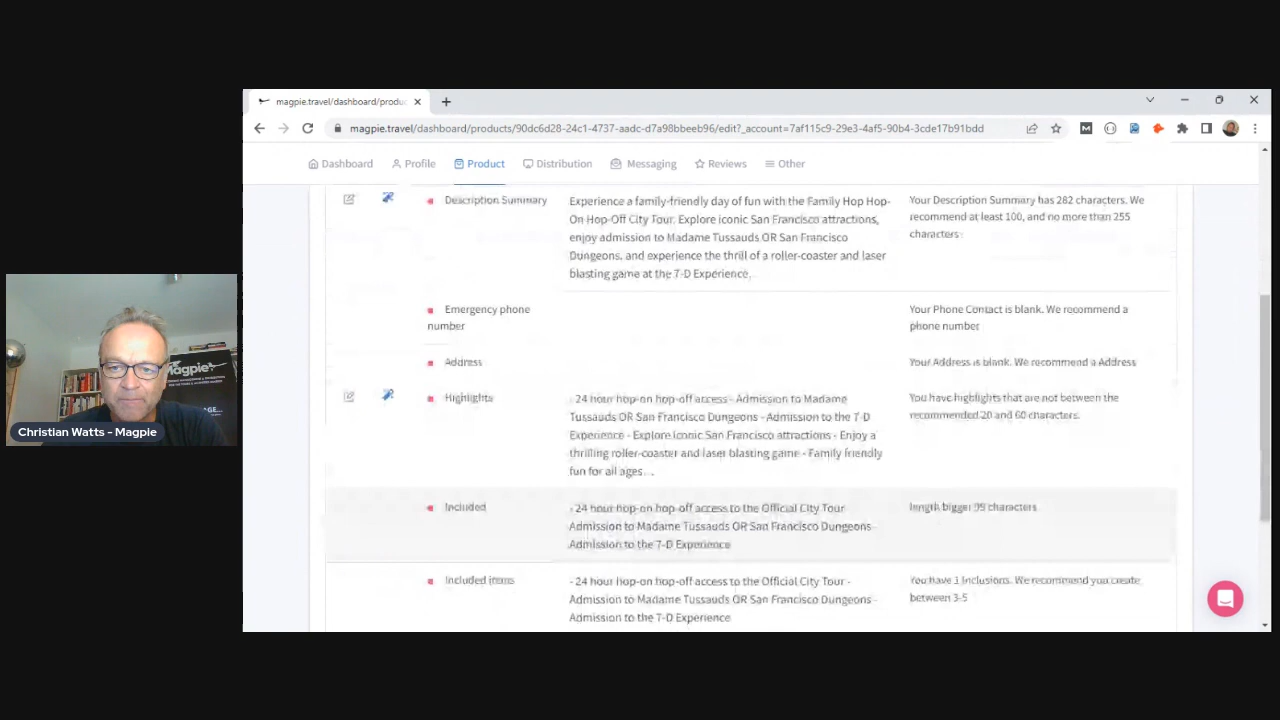 magpie.travel/dashboard/produc
magpie.travel/dashboard/products/90dc6d28-24c1-4737-aadc-d7a98bbeeb96/edit?_account=7af115c9-29e3-4af5-90b4-3cde17b91bdd
Dashboard Profile Product Distribution Messaging Reviews Other
Description Summary
Experience a family-friendly day of fun with the Family Hop Hop-
On Hop-Off City Tour. Explore iconic San Francisco attractions,
enjoy admission to Madame Tussauds OR San Francisco
Dungeons, and experience the thrill of a roller-coaster and laser
blasting game at the 7-D Experience.
Your Description Summary has 282 characters. We
recommend at least 100, and no more than 255
characters
Emergency phone
number
Your Phone Contact is blank. We recommend a
phone number
Address
Your Address is blank. We recommend a Address
Highlights
- 24 hour hop-on hop-off access - Admission to Madame
Tussauds OR San Francisco Dungeons - Admission to the 7-D
Experience - Explore iconic San Francisco attractions - Enjoy a
thrilling roller-coaster and laser blasting game - Family friendly
fun for all ages...
You have highlights that are not between the
recommended 20 and 60 characters.
Included
- 24 hour hop-on hop-off access to the Official City Tour
Admission to Madame Tussauds OR San Francisco Dungeons
Admission to the 7-D Experience
length bigger 99 characters
Included items
- 24 hour hop-on hop-off access to the Official City Tour -
Admission to Madame Tussauds OR San Francisco Dungeons -
Admission to the 7-D Experience
You have 1 Inclusions. We recommend you create
between 3-5
Magpie
Christian Watts - Magpie